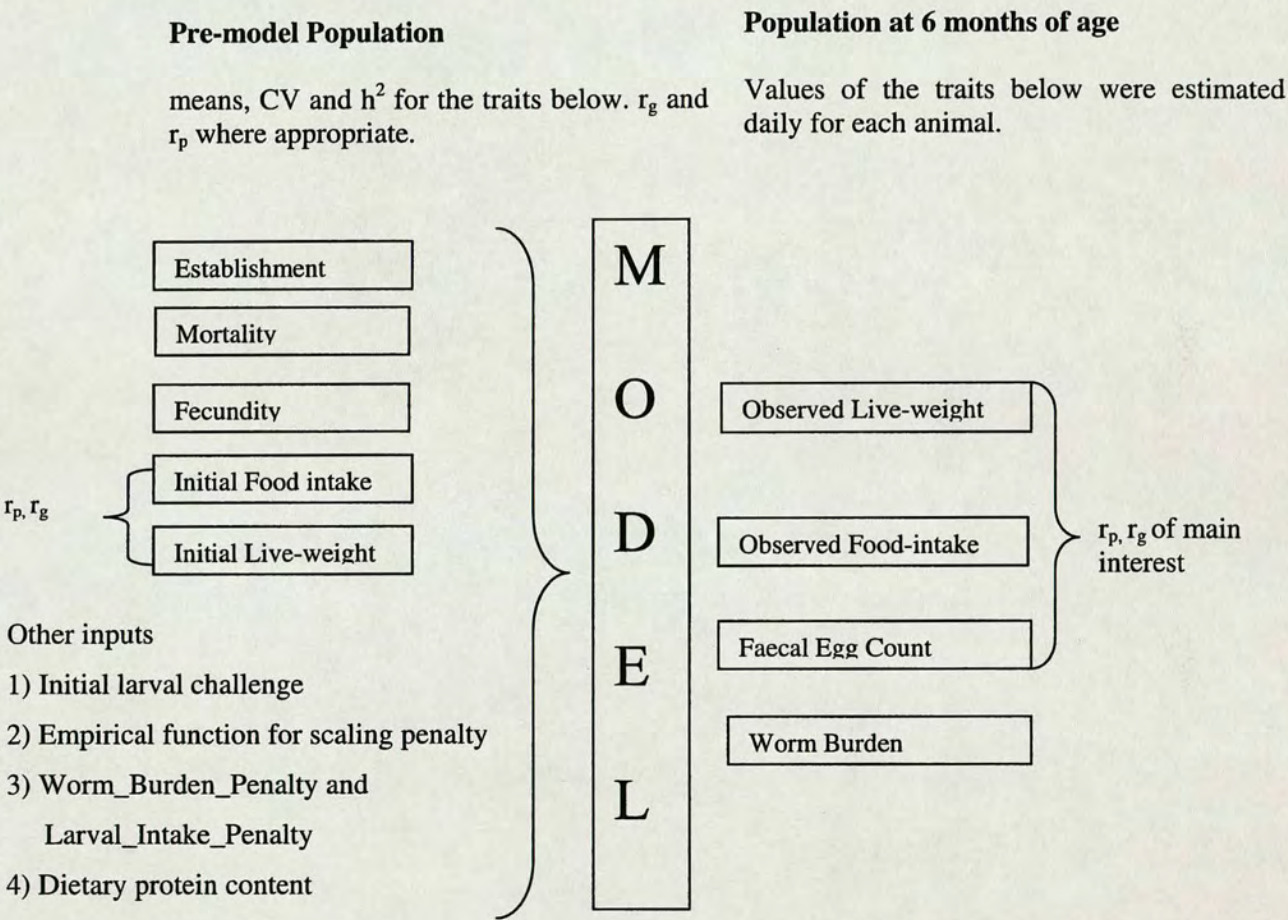 Pre-model Population
means, CV and h² for the traits below. r_g and
r_p where appropriate.
Population at 6 months of age
Values of the traits below were estimated
daily for each animal.
Establishment
Mortality
Fecundity
Initial Food intake
Initial Live-weight
r_p, r_g
Other inputs
1) Initial larval challenge
2) Empirical function for scaling penalty
3) Worm_Burden_Penalty and
Larval_Intake_Penalty
4) Dietary protein content
M
O
D
E
L
Observed Live-weight
Observed Food-intake
Faecal Egg Count
Worm Burden
r_p, r_g of main
interest